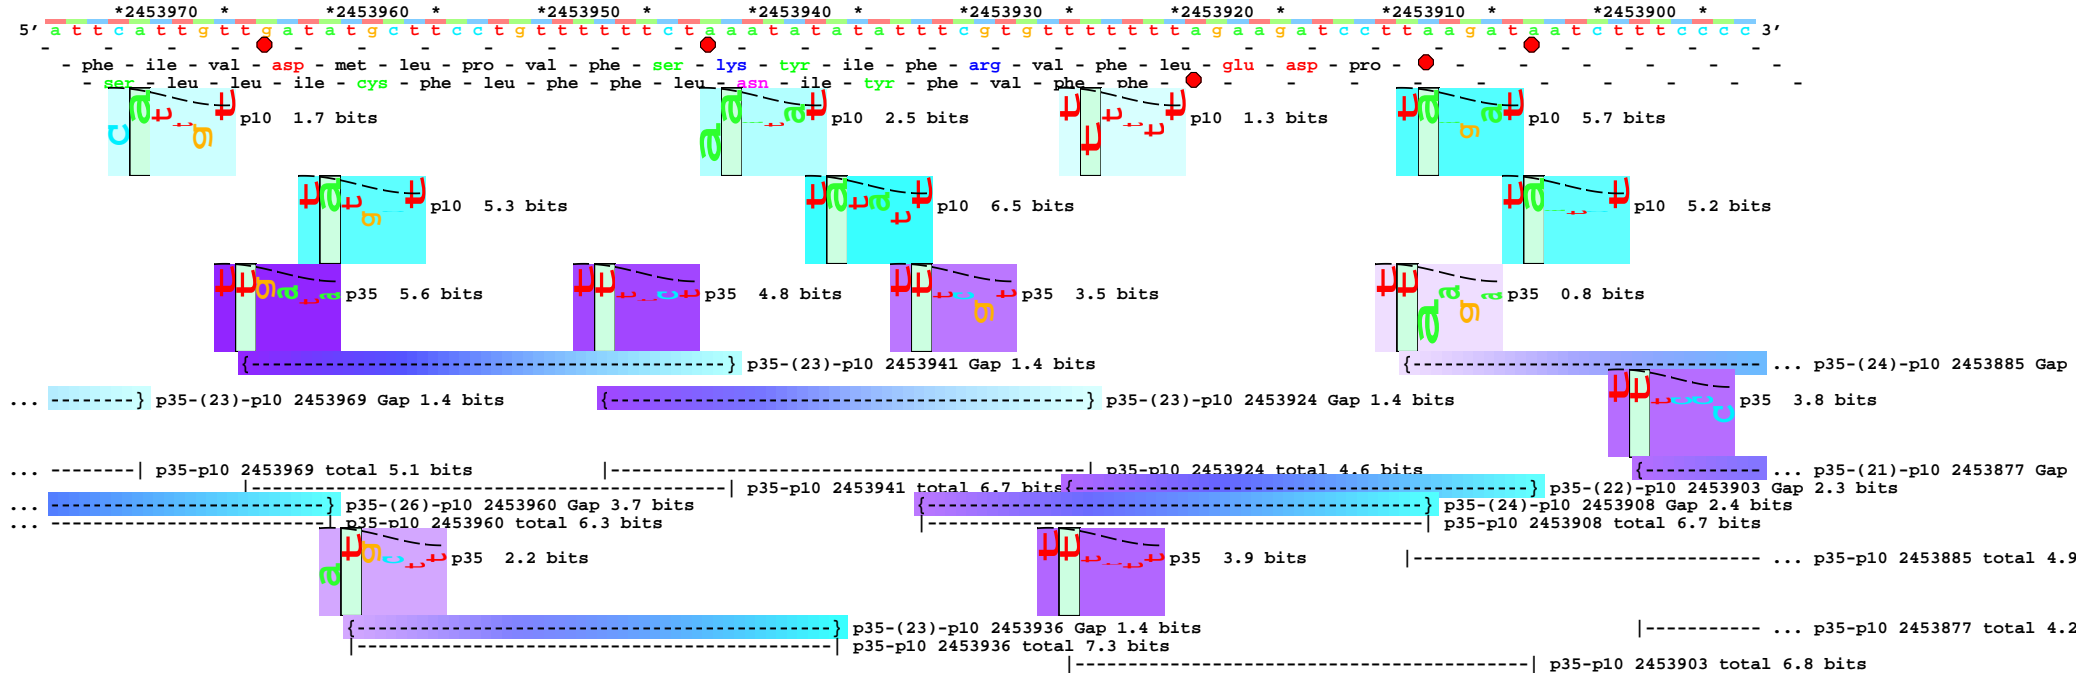 *2453970 * *2453960 * *2453950 * *2453940 * *2453930 * *2453920 * *2453910 * *2453900 *
5' a t t c a t t g t t g a t a t g c t t c c t g t t t t t t c t a a a t a t a t a t t t c g t g t t t t t t a g a a g a t c c t t a a g a t a a t c t t t c c c c 3'
- - - - - - - - - - - - - - - - - - - - - - - - -
- phe - ile - val - asp - met - leu - pro - val - phe - ser - lys - tyr - ile - phe - arg - val - phe - leu - glu - asp - pro - - - - - -
- ser - leu - leu - ile - cys - phe - leu - phe - phe - leu - asn - ile - tyr - phe - val - phe - phe - - - - - - - - - -
p10 1.7 bits p10 2.5 bits p10 1.3 bits p10 5.7 bits
p10 5.3 bits p10 6.5 bits p10 5.2 bits
p35 5.6 bits p35 4.8 bits p35 3.5 bits p35 0.8 bits
p35-(23)-p10 2453941 Gap 1.4 bits ... p35-(24)-p10 2453885 Gap
... p35-(23)-p10 2453969 Gap 1.4 bits p35-(23)-p10 2453924 Gap 1.4 bits p35 3.8 bits
... p35-p10 2453969 total 5.1 bits p35-p10 2453924 total 4.6 bits ... p35-(21)-p10 2453877 Gap
p35-p10 2453941 total 6.7 bits p35-(22)-p10 2453903 Gap 2.3 bits
... p35-(26)-p10 2453960 Gap 3.7 bits p35-(24)-p10 2453908 Gap 2.4 bits
... p35-p10 2453960 total 6.3 bits p35-p10 2453908 total 6.7 bits
p35 2.2 bits p35 3.9 bits ... p35-p10 2453885 total 4.9
p35-(23)-p10 2453936 Gap 1.4 bits ... p35-p10 2453877 total 4.2
p35-p10 2453936 total 7.3 bits
p35-p10 2453903 total 6.8 bits